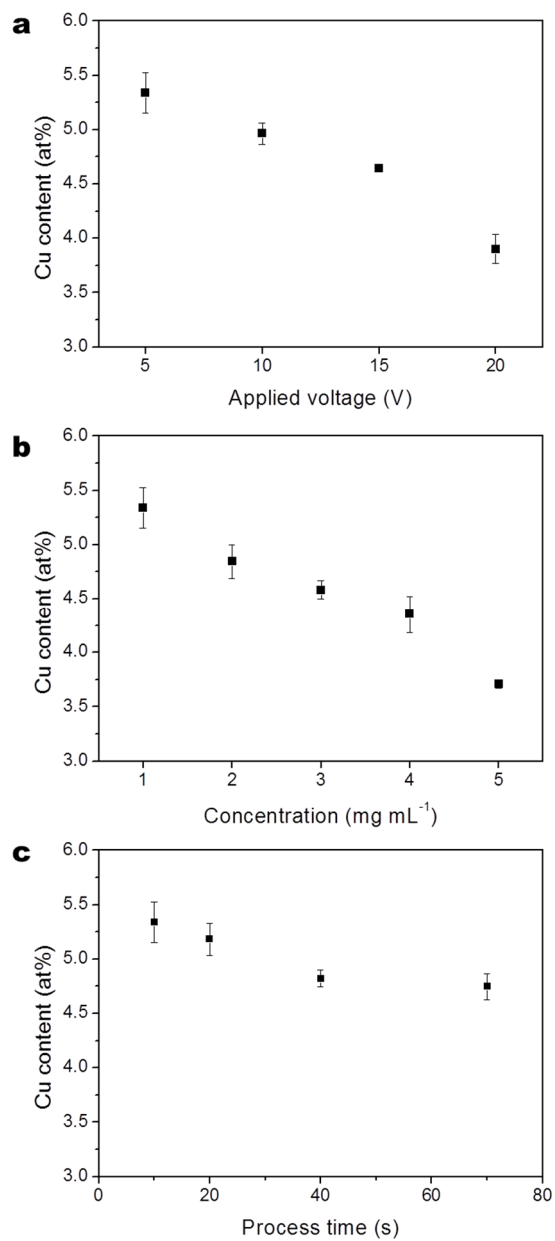 a
6.0
5.5
5.0
4.5
4.0
3.5
3.0
Cu content (at%)
5 10 15 20
Applied voltage (V)
b
6.0
5.5
5.0
4.5
4.0
3.5
3.0
Cu content (at%)
1 2 3 4 5
Concentration (mg mL⁻¹)
c
6.0
5.5
5.0
4.5
4.0
3.5
3.0
Cu content (at%)
0 20 40 60 80
Process time (s)